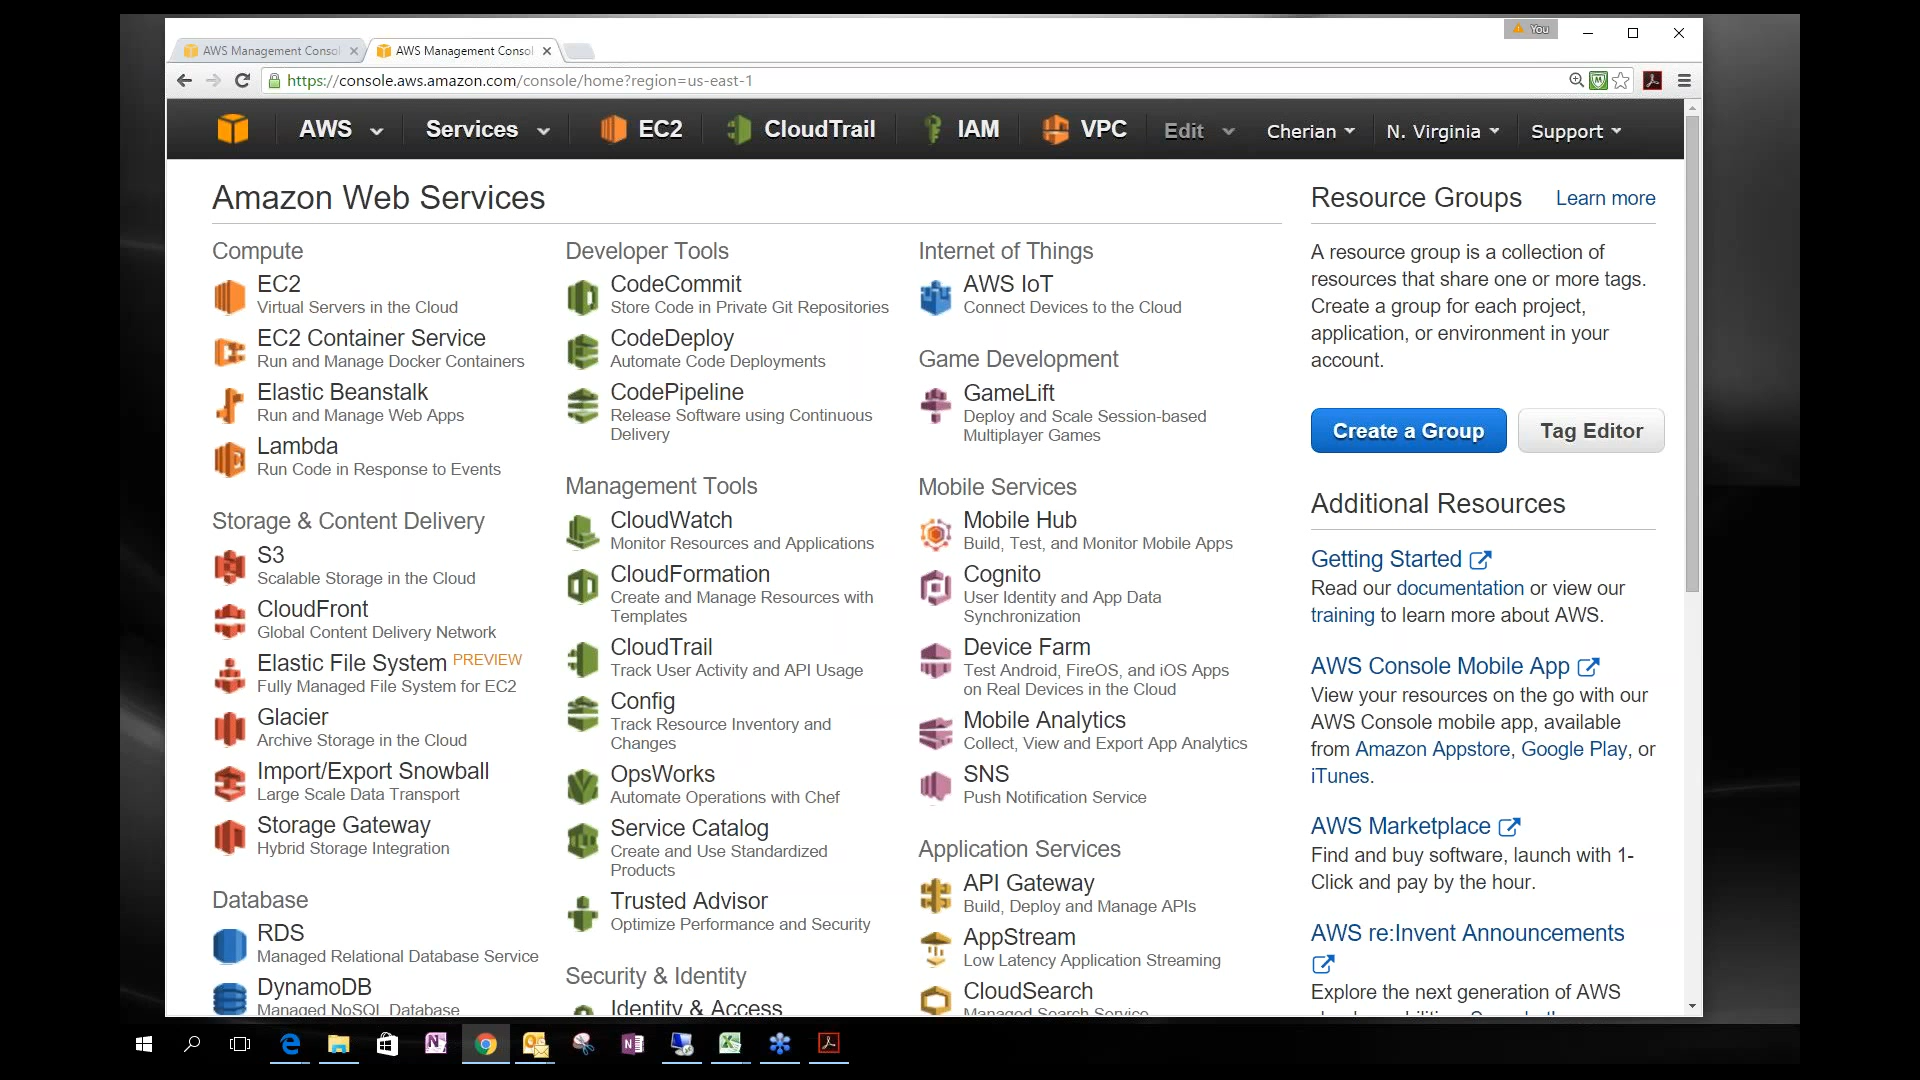 You
AWS Management Consol
AWS Management Consol
https://console.aws.amazon.com/console/home?region=us-east-1
AWS
Services
EC2
CloudTrail
IAM
VPC
Edit
Cherian
N. Virginia
Support
Amazon Web Services
Compute
EC2
Virtual Servers in the Cloud
EC2 Container Service
Run and Manage Docker Containers
Elastic Beanstalk
Run and Manage Web Apps
Lambda
Run Code in Response to Events
Storage & Content Delivery
S3
Scalable Storage in the Cloud
CloudFront
Global Content Delivery Network
Elastic File System PREVIEW
Fully Managed File System for EC2
Glacier
Archive Storage in the Cloud
Import/Export Snowball
Large Scale Data Transport
Storage Gateway
Hybrid Storage Integration
Database
RDS
Managed Relational Database Service
DynamoDB
Managed NoSQL Database
Developer Tools
CodeCommit
Store Code in Private Git Repositories
CodeDeploy
Automate Code Deployments
CodePipeline
Release Software using Continuous
Delivery
Management Tools
CloudWatch
Monitor Resources and Applications
CloudFormation
Create and Manage Resources with
Templates
CloudTrail
Track User Activity and API Usage
Config
Track Resource Inventory and
Changes
OpsWorks
Automate Operations with Chef
Service Catalog
Create and Use Standardized
Products
Trusted Advisor
Optimize Performance and Security
Security & Identity
Identity & Access
Internet of Things
AWS IoT
Connect Devices to the Cloud
Game Development
GameLift
Deploy and Scale Session-based
Multiplayer Games
Mobile Services
Mobile Hub
Build, Test, and Monitor Mobile Apps
Cognito
User Identity and App Data
Synchronization
Device Farm
Test Android, FireOS, and iOS Apps
on Real Devices in the Cloud
Mobile Analytics
Collect, View and Export App Analytics
SNS
Push Notification Service
Application Services
API Gateway
Build, Deploy and Manage APIs
AppStream
Low Latency Application Streaming
CloudSearch
Managed Search Service
Resource Groups
Learn more
A resource group is a collection of
resources that share one or more tags.
Create a group for each project,
application, or environment in your
account.
Create a Group
Tag Editor
Additional Resources
Getting Started
Read our documentation or view our
training to learn more about AWS.
AWS Console Mobile App
View your resources on the go with our
AWS Console mobile app, available
from Amazon Appstore, Google Play, or
iTunes.
AWS Marketplace
Find and buy software, launch with 1-
Click and pay by the hour.
AWS re:Invent Announcements
Explore the next generation of AWS